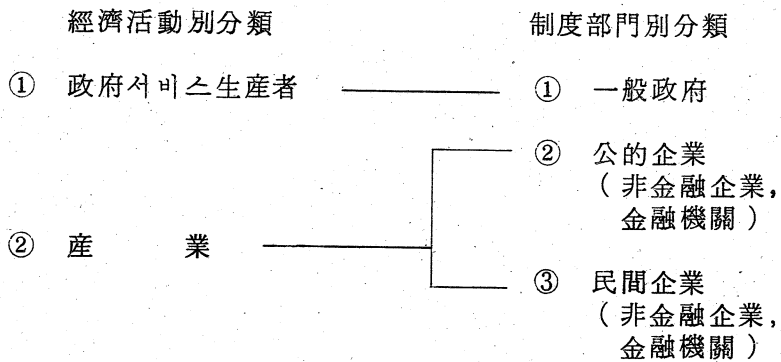 經濟活動別分類 制度部門別分類
① 政府서비스生産者 ① 一般政府
② 公的企業
( 非金融企業,
金融機關 )
② 産 業
③ 民間企業
( 非金融企業,
金融機關 )